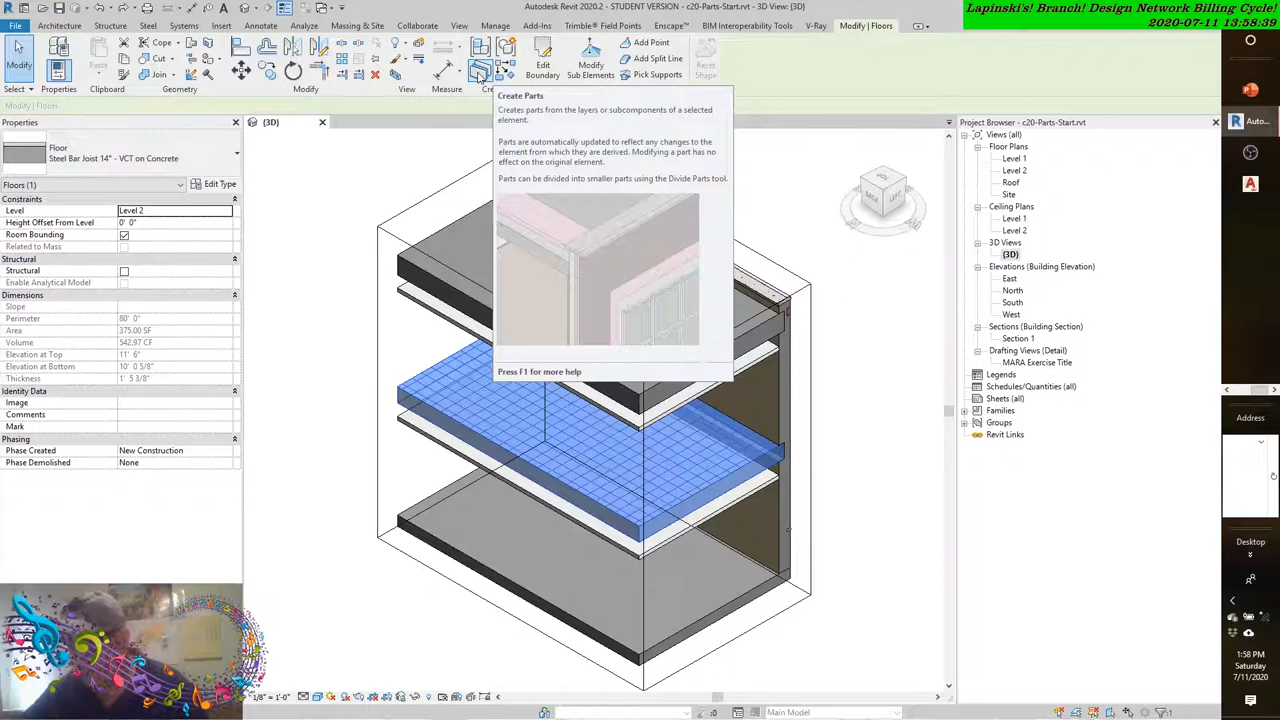 Autodesk Revit 2020.2 - STUDENT VERSION - c20-Parts-Start.rvt - 3D View: {3D}
Lapinski's! Branch! Design Network Billing Cycle!
2020-07-11 13:58:39
File Architecture Structure Steel Systems Insert Annotate Analyze Massing & Site Collaborate View Manage Add-Ins Trimble® Field Points Enscape™ BIM Interoperability Tools V-Ray Modify | Floors
Modify
Paste
Cope
Cut
Join
Edit Boundary
Modify Sub Elements
Add Point
Add Split Line
Pick Supports
Reset Shape
Properties Geometry Modify View Measure
Modify | Floors
Properties
Floor
Steel Bar Joist 14" - VCT on Concrete
Floors (1) Edit Type
Constraints
Level Level 2
Height Offset From Level 0' 0"
Room Bounding
Related to Mass
Structural
Structural
Enable Analytical Model
Dimensions
Slope
Perimeter 80' 0"
Area 375.00 SF
Volume 542.97 CF
Elevation at Top 11' 6"
Elevation at Bottom 10' 0 5/8"
Thickness 1' 5 3/8"
Identity Data
Image
Comments
Mark
Phasing
Phase Created New Construction
Phase Demolished None
{3D}
Create Parts
Creates parts from the layers or subcomponents of a selected
element.
Parts are automatically updated to reflect any changes to the
element from which they are derived. Modifying a part has no
effect on the original element.
Parts can be divided into smaller parts using the Divide Parts tool.
Press F1 for more help
BACK
LEFT
Project Browser - c20-Parts-Start.rvt
Views (all)
Floor Plans
Level 1
Level 2
Roof
Site
Ceiling Plans
Level 1
Level 2
3D Views
{3D}
Elevations (Building Elevation)
East
North
South
West
Sections (Building Section)
Section 1
Drafting Views (Detail)
MARA Exercise Title
Legends
Schedules/Quantities (all)
Sheets (all)
Families
Groups
Revit Links
Auto...
Address
Desktop
1:58 PM
Saturday
7/11/2020
1/8" = 1'-0"
:0
Main Model
:1